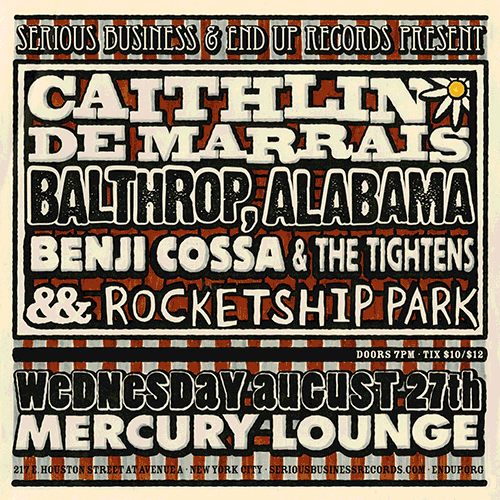 SERIOUS BUSINESS & END UP RECORDS PRESENT
CAITHLIN
DE MARRAIS
BALTHROP, ALABAMA
BENJI COSSA & THE TIGHTENS
&& ROCKETSHIP PARK
DOORS 7PM · TIX $10/$12
WEDNESDAY AUGUST 27th
MERCURY LOUNGE
217 E. HOUSTON STREET AT AVENUE A · NEW YORK CITY · SERIOUSBUSINESSRECORDS.COM · ENDUP.ORG